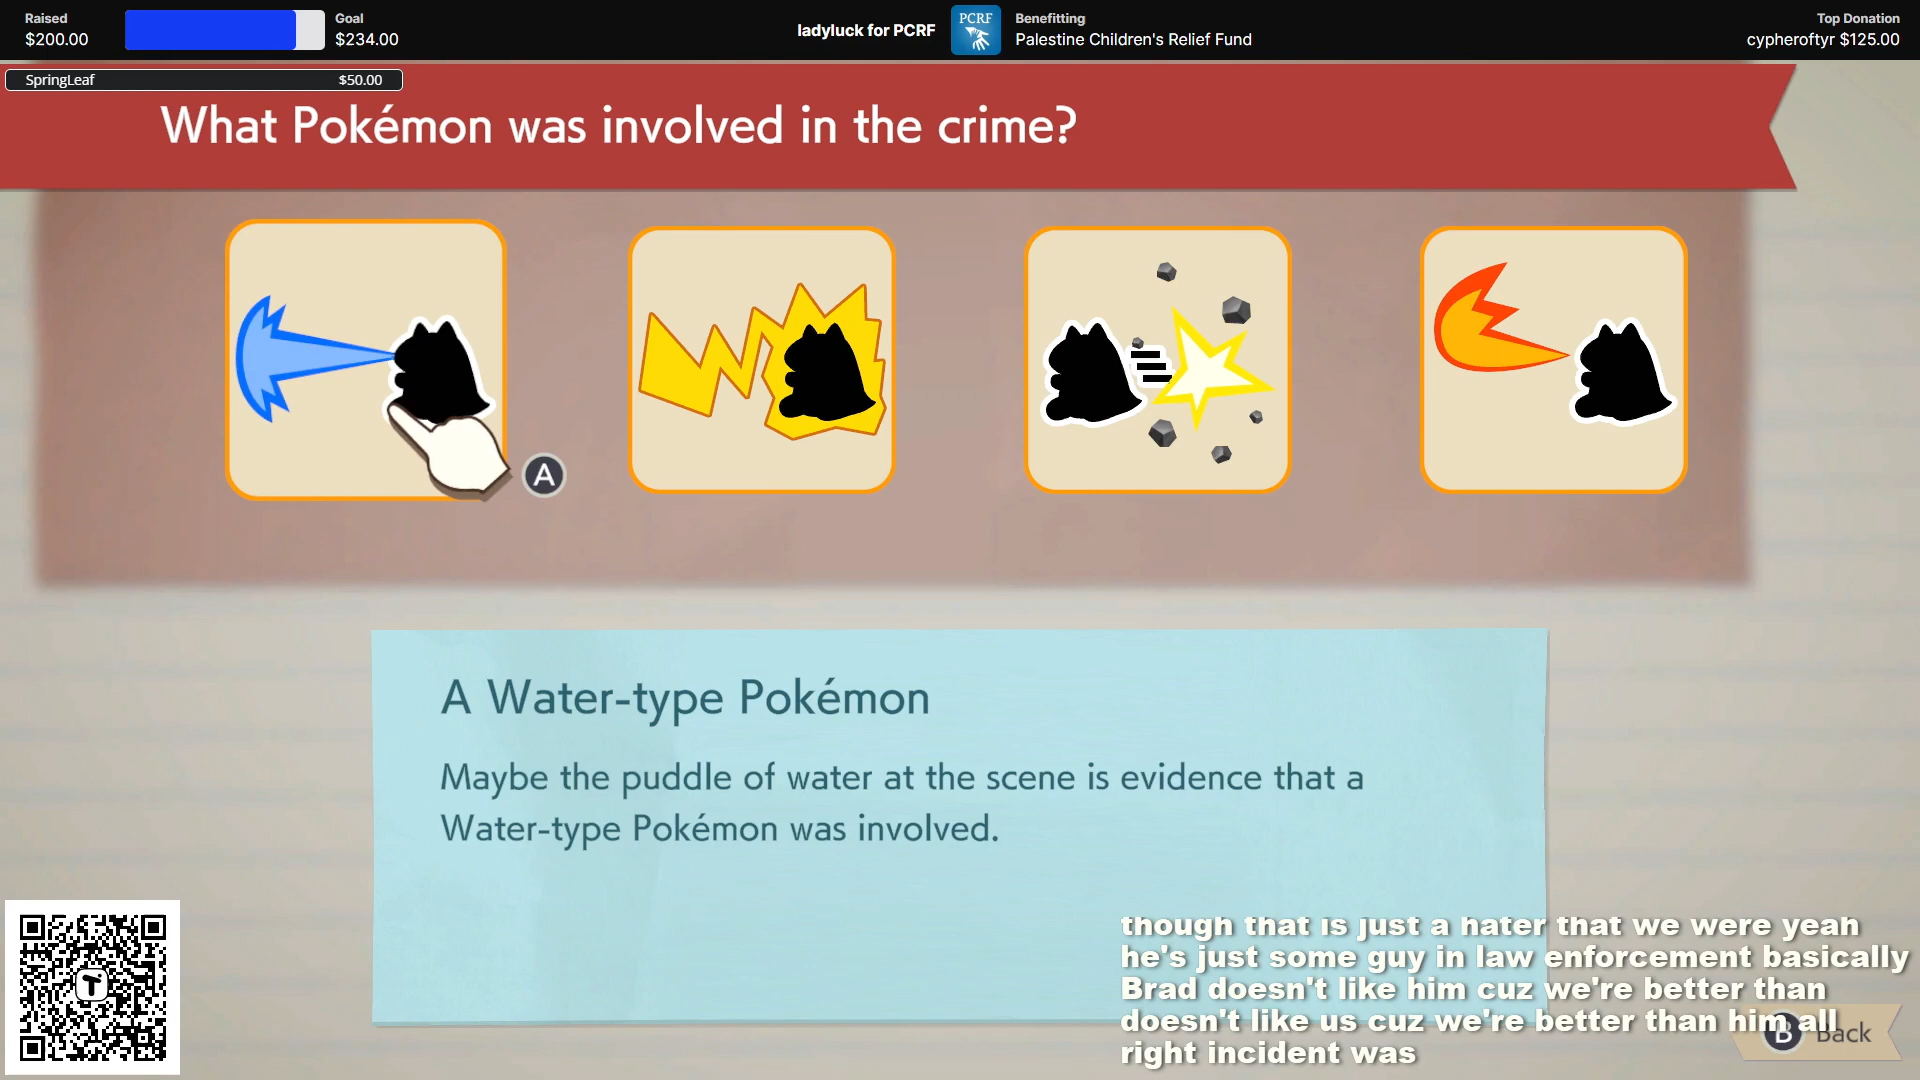 Raised
$200.00
Goal
$234.00
ladyluck for PCRF
PCRF
Benefitting
Palestine Children's Relief Fund
Top Donation
cypheroftyr $125.00
SpringLeaf $50.00
What Pokémon was involved in the crime?
A
A Water-type Pokémon
Maybe the puddle of water at the scene is evidence that a
Water-type Pokémon was involved.
though that is just a hater that we were yeah
he's just some guy in law enforcement basically
Brad doesn't like him cuz we're better than
doesn't like us cuz we're better than him all
right incident was
B Back
T